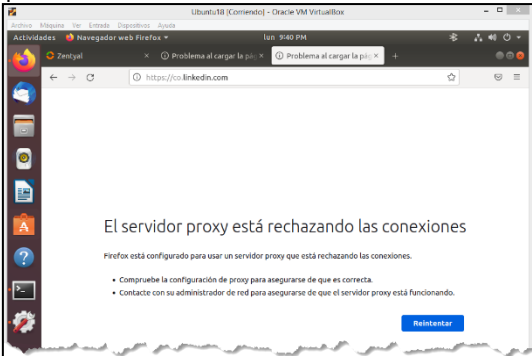 Ubuntu18 [Corriendo] - Oracle VM VirtualBox
Archivo Máquina Ver Entrada Dispositivos Ayuda
Actividades Navegador web Firefox lun 9:40 PM
Zentyal × Problema al cargar la pág × Problema al cargar la pág × +
https://co.linkedin.com
El servidor proxy está rechazando las conexiones
Firefox está configurado para usar un servidor proxy que está rechazando las conexiones.
• Compruebe la configuración de proxy para asegurarse de que es correcta.
• Contacte con su administrador de red para asegurarse de que el servidor proxy está funcionando.
Reintentar